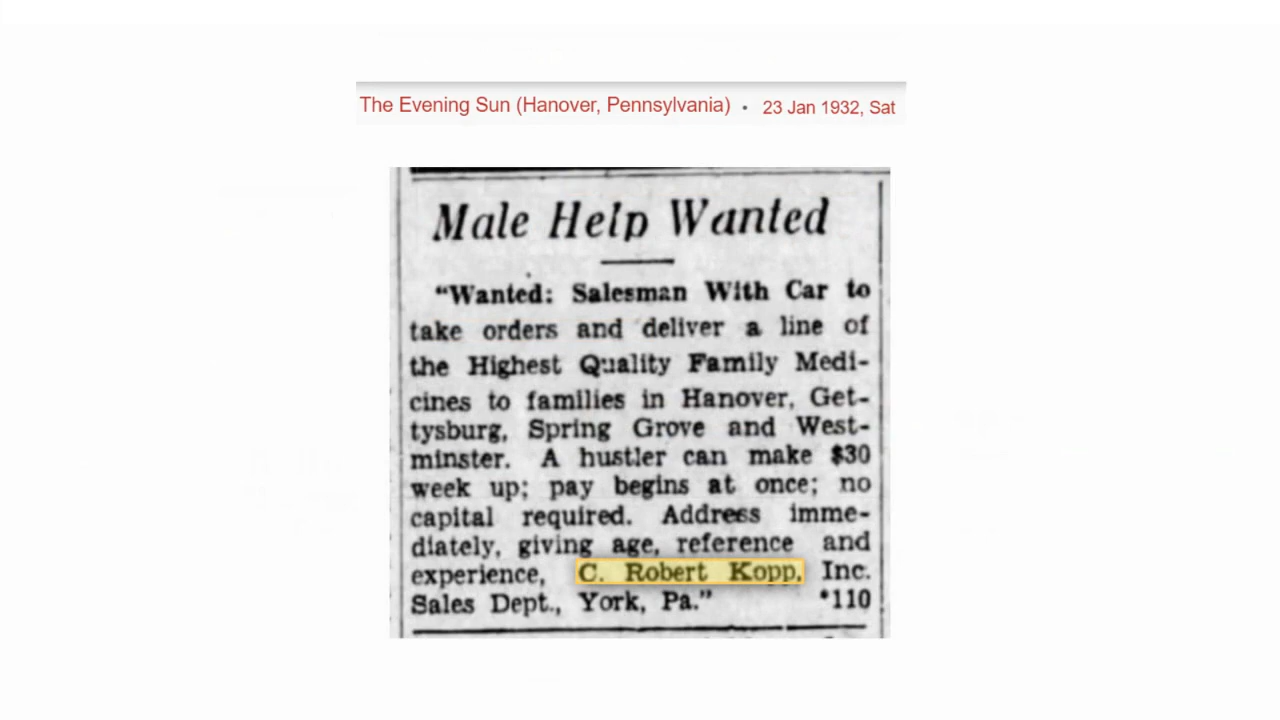 The Evening Sun (Hanover, Pennsylvania) • 23 Jan 1932, Sat
Male Help Wanted
"Wanted: Salesman With Car to
take orders and deliver a line of
the Highest Quality Family Medi-
cines to families in Hanover, Get-
tysburg, Spring Grove and West-
minster. A hustler can make $30
week up; pay begins at once; no
capital required. Address imme-
diately, giving age, reference and
experience, C. Robert Kopp, Inc.
Sales Dept., York, Pa." *110